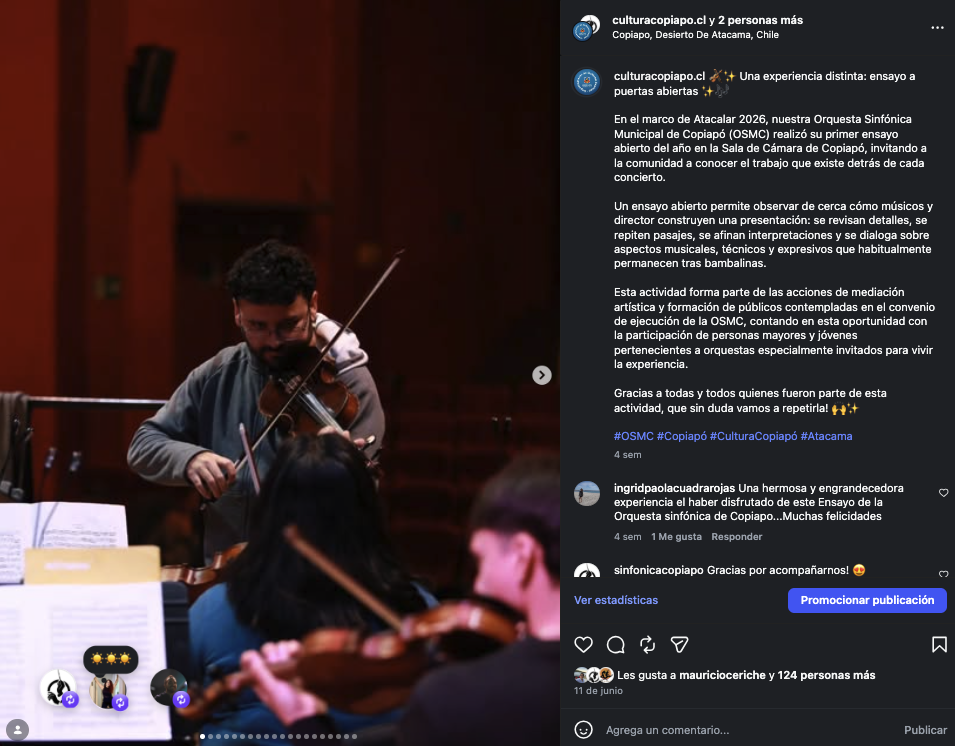 culturacopiapo.cl y 2 personas más
Copiapo, Desierto De Atacama, Chile
culturacopiapo.cl 🎻✨ Una experiencia distinta: ensayo a
puertas abiertas ✨🎶
En el marco de Atacalar 2026, nuestra Orquesta Sinfónica
Municipal de Copiapó (OSMC) realizó su primer ensayo
abierto del año en la Sala de Cámara de Copiapó, invitando a
la comunidad a conocer el trabajo que existe detrás de cada
concierto.
Un ensayo abierto permite observar de cerca cómo músicos y
director construyen una presentación: se revisan detalles, se
repiten pasajes, se afinan interpretaciones y se dialoga sobre
aspectos musicales, técnicos y expresivos que habitualmente
permanecen tras bambalinas.
Esta actividad forma parte de las acciones de mediación
artística y formación de públicos contempladas en el convenio
de ejecución de la OSMC, contando en esta oportunidad con
la participación de personas mayores y jóvenes
pertenecientes a orquestas especialmente invitados para vivir
la experiencia.
Gracias a todas y todos quienes fueron parte de esta
actividad, que sin duda vamos a repetirla! 🙌✨
#OSMC #Copiapó #CulturaCopiapó #Atacama
4 sem
ingridpaolacuadrarojas Una hermosa y engrandecedora
experiencia el haber disfrutado de este Ensayo de la
Orquesta sinfónica de Copiapo...Muchas felicidades
4 sem 1 Me gusta Responder
sinfonicacopiapo Gracias por acompañarnos! 😍
Ver estadísticas
Promocionar publicación
Les gusta a mauricioceriche y 124 personas más
11 de junio
Agrega un comentario...
Publicar